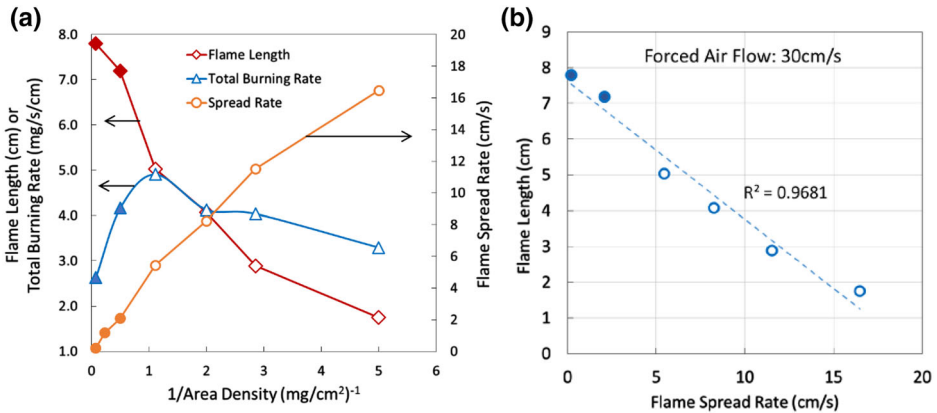 (a)
Flame Length (cm) or
Total Burning Rate (mg/s/cm)
8.0
7.0
6.0
5.0
4.0
3.0
2.0
1.0
Flame Length
Total Burning Rate
Spread Rate
20
18
16
14
12
10
8
6
4
2
0
Flame Spread Rate (cm/s)
0 1 2 3 4 5 6
1/Area Density (mg/cm²)⁻¹
(b)
Flame Length (cm)
9
8
7
6
5
4
3
2
1
0
Forced Air Flow: 30cm/s
R² = 0.9681
0 5 10 15 20
Flame Spread Rate (cm/s)